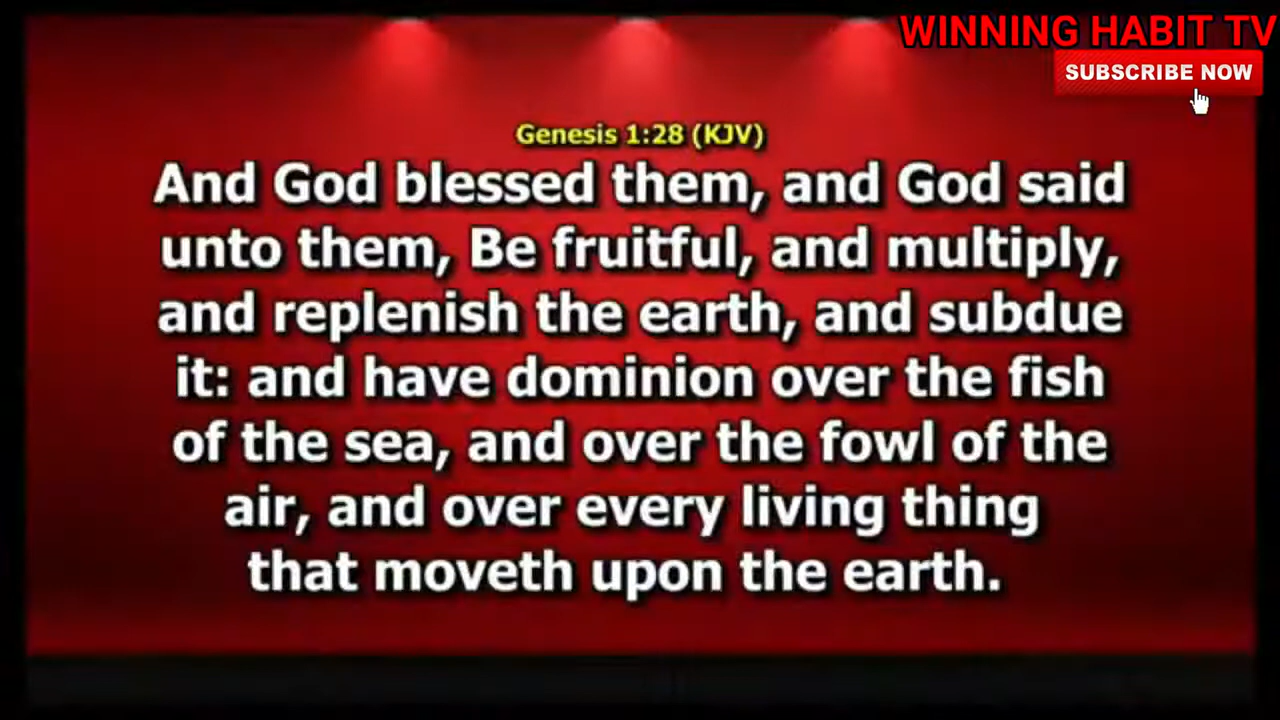 WINNING HABIT TV
SUBSCRIBE NOW
Genesis 1:28 (KJV)
And God blessed them, and God said
unto them, Be fruitful, and multiply,
and replenish the earth, and subdue
it: and have dominion over the fish
of the sea, and over the fowl of the
air, and over every living thing
that moveth upon the earth.